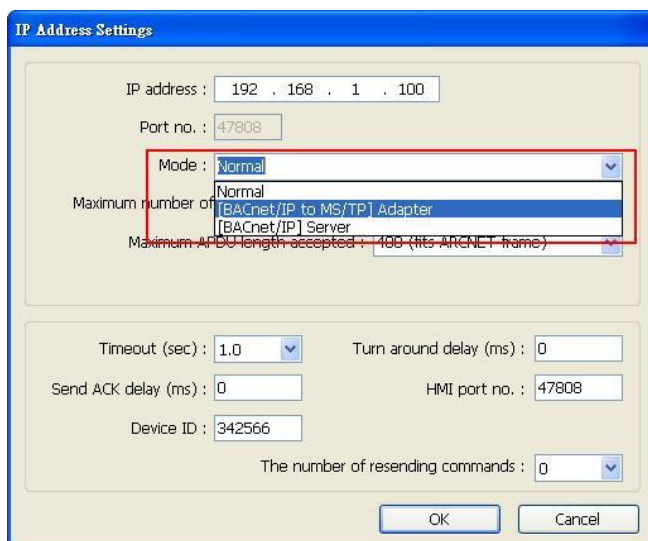 IP Address Settings
IP address : 192 . 168 . 1 . 100
Port no. : 47808
Mode : Normal
Normal
Maximum number of
[BACnet/IP to MS/TP] Adapter
[BACnet/IP] Server
Maximum APDU length accepted : 480 (fits ARCNET frame)
Timeout (sec) : 1.0 Turn around delay (ms) : 0
Send ACK delay (ms) : 0 HMI port no. : 47808
Device ID : 342566
The number of resending commands : 0
OK Cancel